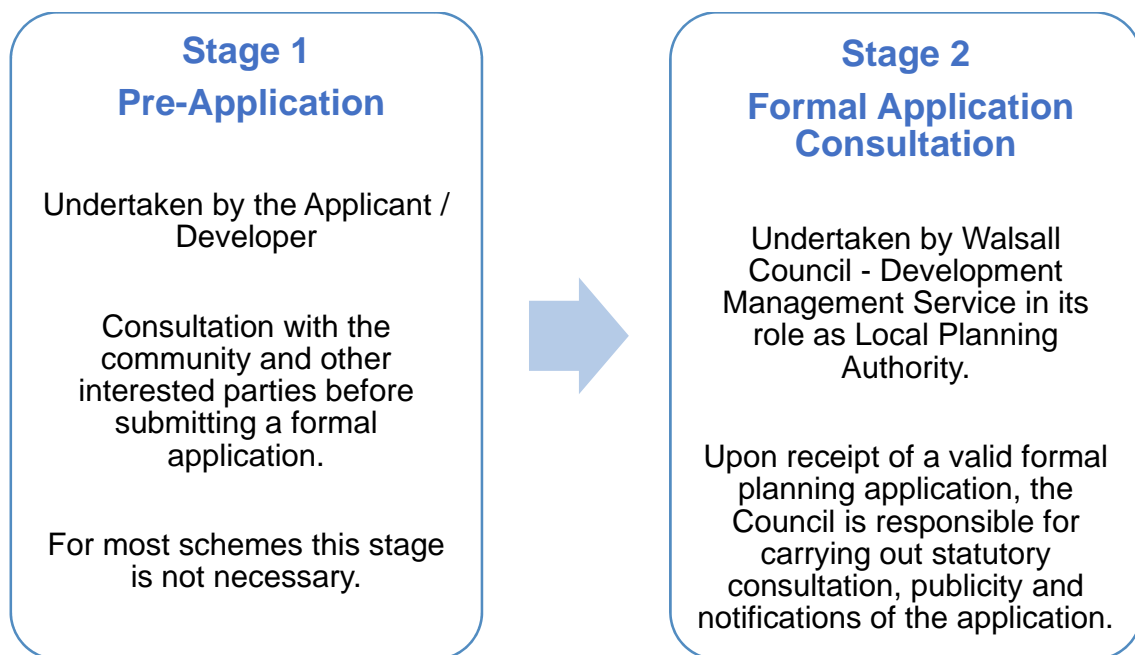 Stage 1
Pre-Application
Undertaken by the Applicant /
Developer
Consultation with the
community and other
interested parties before
submitting a formal
application.
For most schemes this stage
is not necessary.
Stage 2
Formal Application
Consultation
Undertaken by Walsall
Council - Development
Management Service in its
role as Local Planning
Authority.
Upon receipt of a valid formal
planning application, the
Council is responsible for
carrying out statutory
consultation, publicity and
notifications of the application.